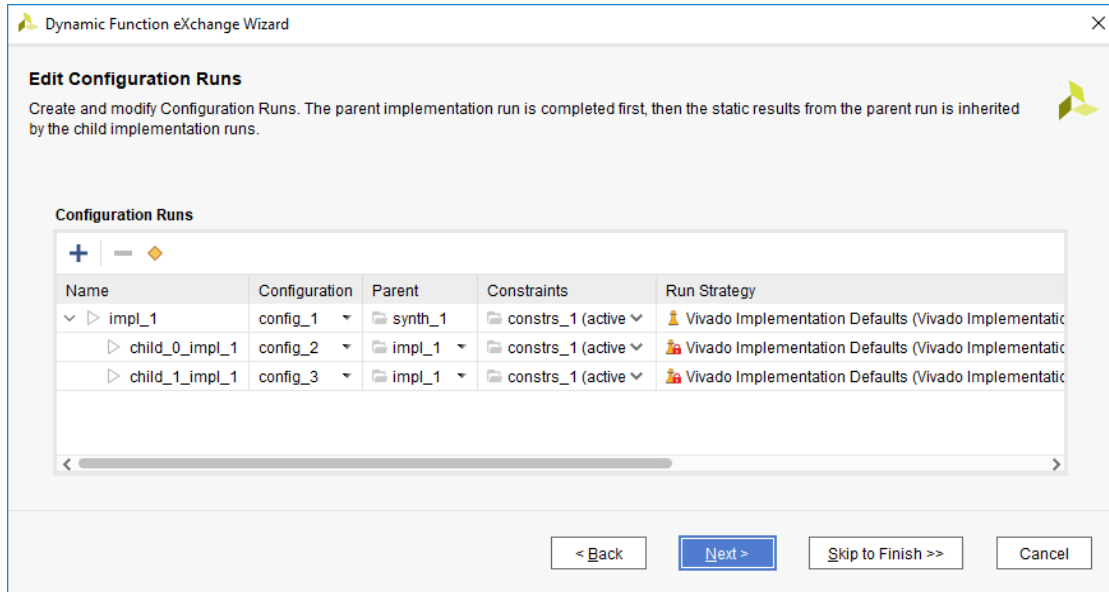 Dynamic Function eXchange Wizard
Edit Configuration Runs
Create and modify Configuration Runs. The parent implementation run is completed first, then the static results from the parent run is inherited
by the child implementation runs.
Configuration Runs
Name Configuration Parent Constraints Run Strategy
impl_1 config_1 synth_1 constrs_1 (active Vivado Implementation Defaults (Vivado Implementatic
child_0_impl_1 config_2 impl_1 constrs_1 (active Vivado Implementation Defaults (Vivado Implementatic
child_1_impl_1 config_3 impl_1 constrs_1 (active Vivado Implementation Defaults (Vivado Implementatic
< Back Next > Skip to Finish >> Cancel